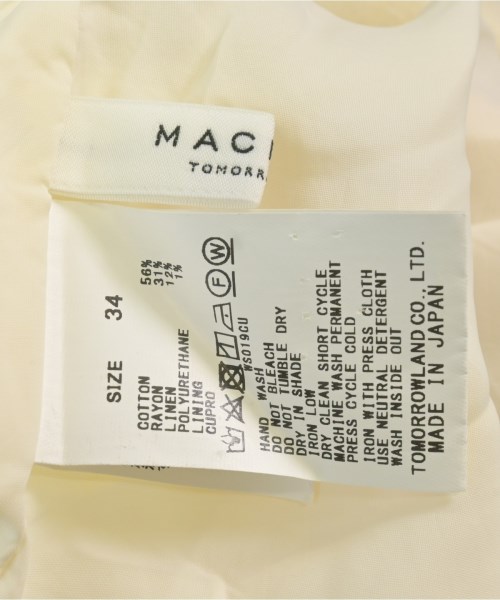 MAC
TOMORR
SIZE 34
COTTON 56%
RAYON 31%
LINEN 12%
POLYURETHANE 1%
LINING
CUPRO
F W
WS019CU
HAND WASH
DO NOT BLEACH
DO NOT TUMBLE DRY
DRY IN SHADE
IRON LOW
DRY CLEAN SHORT CYCLE
MACHINE WASH PERMANENT
PRESS CYCLE COLD
IRON WITH PRESS CLOTH
USE NEUTRAL DETERGENT
WASH INSIDE OUT
TOMORROWLAND CO., LTD.
MADE IN JAPAN